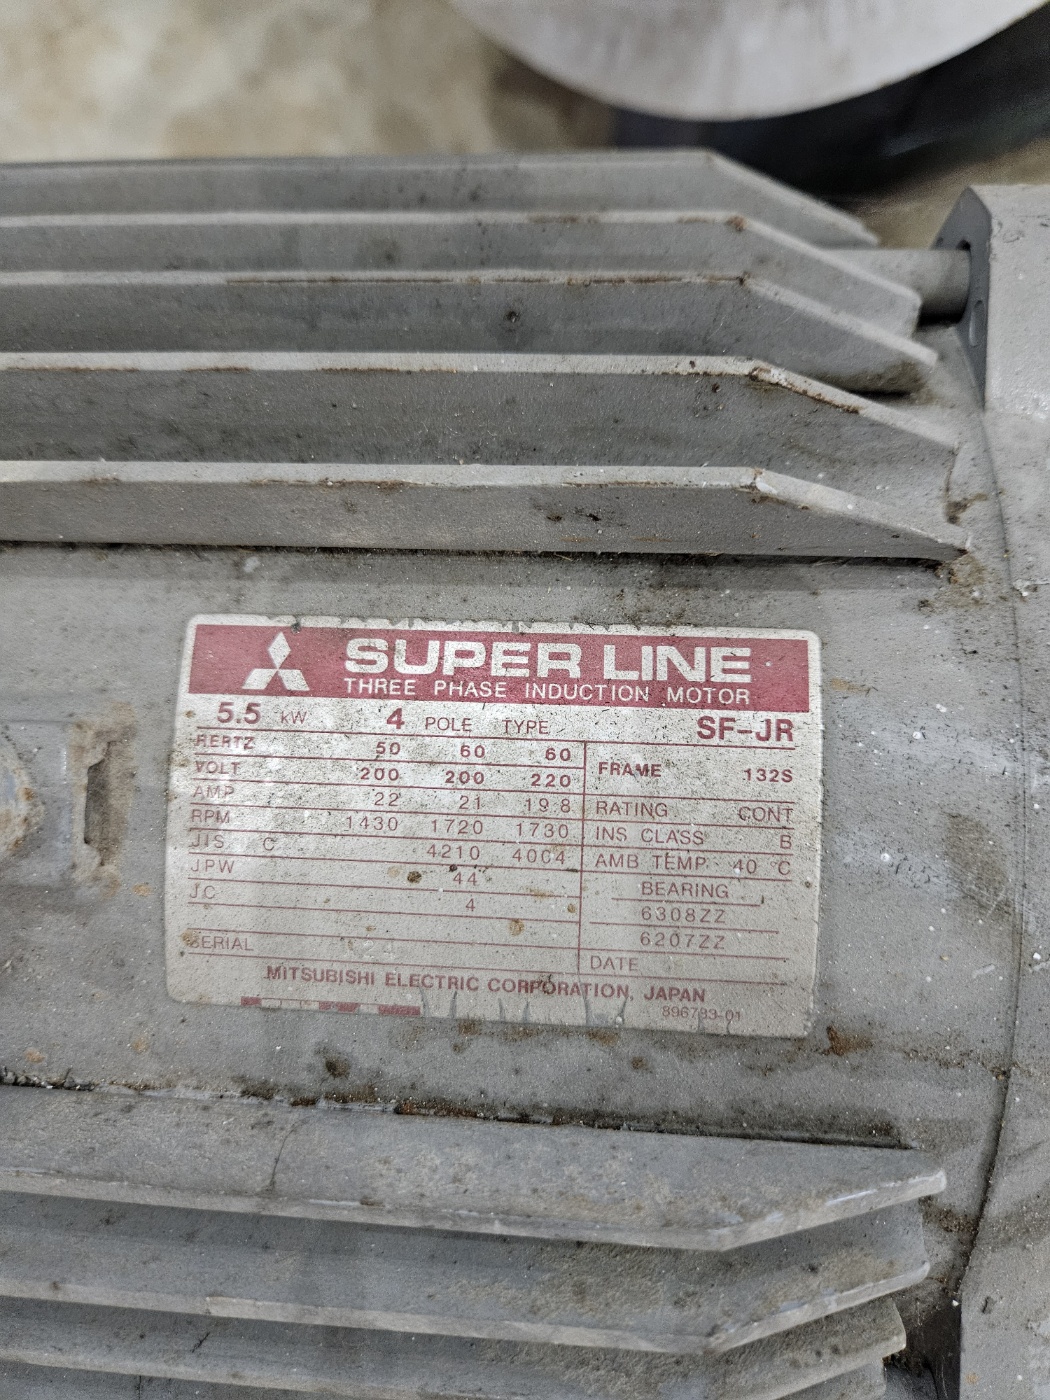 SUPER LINE
THREE PHASE INDUCTION MOTOR
5.5 kW 4 POLE TYPE SF-JR
HERTZ 50 60 60
VOLT 200 200 220
AMP 22 21 19.8
RPM 1430 1720 1730
JIS C 4210 4004
JPW 44
JC 4
SERIAL
FRAME 132S
RATING CONT
INS CLASS B
AMB TEMP. 40 °C
BEARING
6308ZZ
6207ZZ
DATE
MITSUBISHI ELECTRIC CORPORATION, JAPAN
896783-01